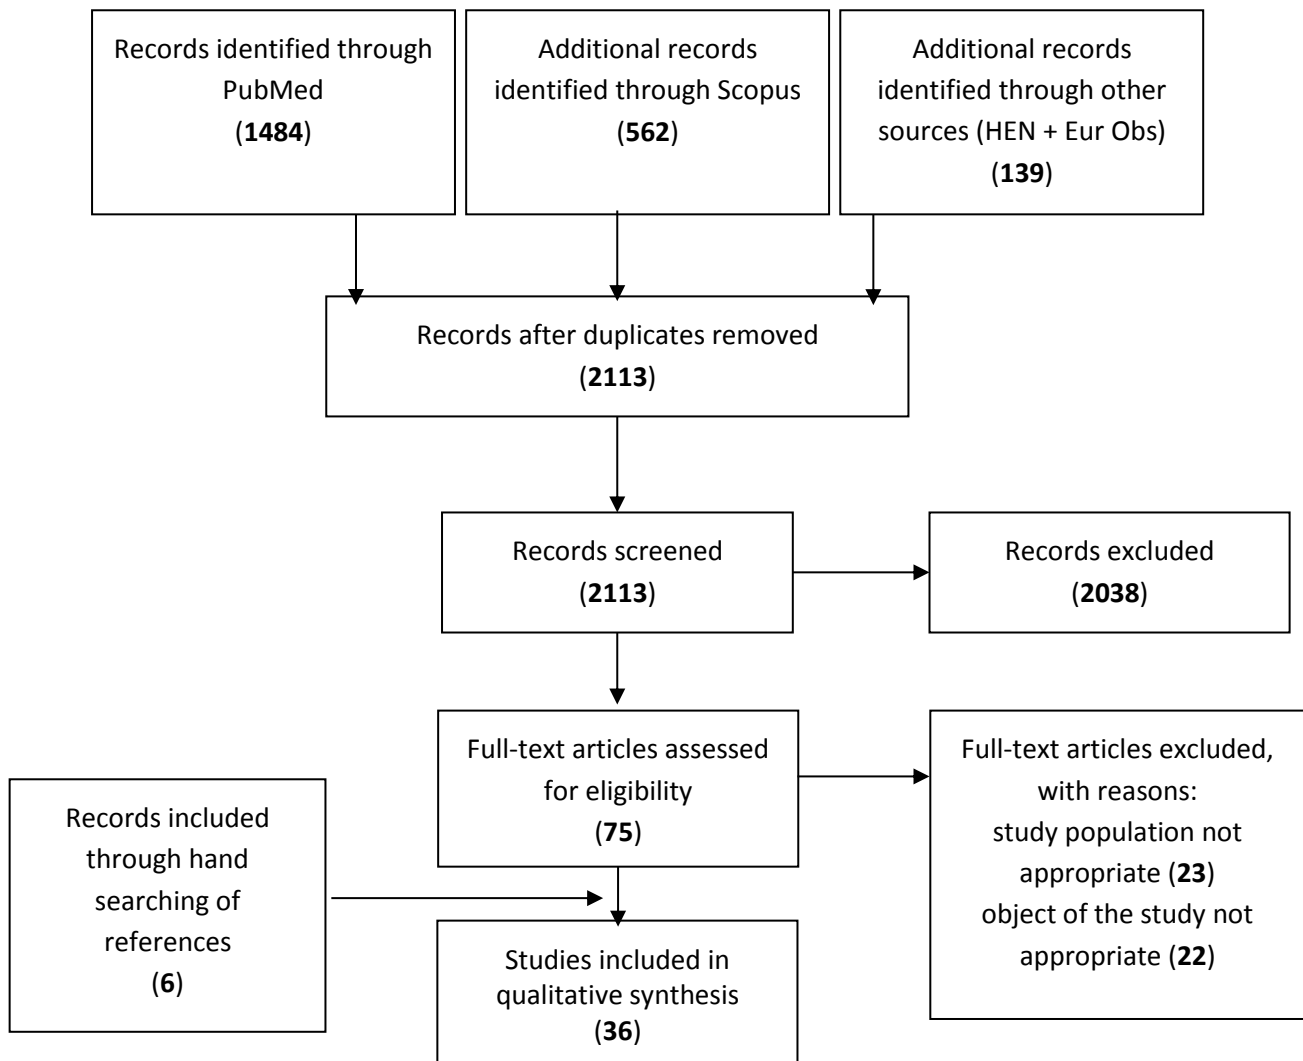 Records identified through
PubMed
(1484)
Additional records
identified through Scopus
(562)
Additional records
identified through other
sources (HEN + Eur Obs)
(139)
Records after duplicates removed
(2113)
Records screened
(2113)
Records excluded
(2038)
Full-text articles assessed
for eligibility
(75)
Full-text articles excluded,
with reasons:
study population not
appropriate (23)
object of the study not
appropriate (22)
Records included
through hand
searching of
references
(6)
Studies included in
qualitative synthesis
(36)